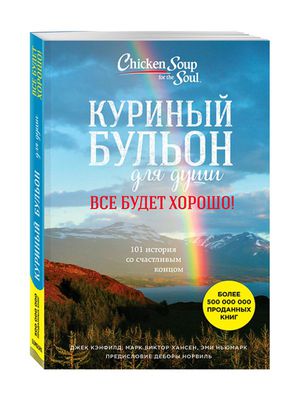 Chicken Soup
for the
Soul
КУРИНЫЙ
БУЛЬОН
для души
ВСЕ БУДЕТ ХОРОШО!
101 история
со счастливым
концом
БОЛЕЕ
500 000 000
ПРОДАННЫХ
КНИГ
ДЖЕК КЭНФИЛД, МАРК ВИКТОР ХАНСЕН, ЭМИ НЬЮМАРК
ПРЕДИСЛОВИЕ ДЕБОРЫ НОРВИЛЬ
ВСЕ БУДЕТ ХОРОШО!
КУРИНЫЙ БУЛЬОН для души